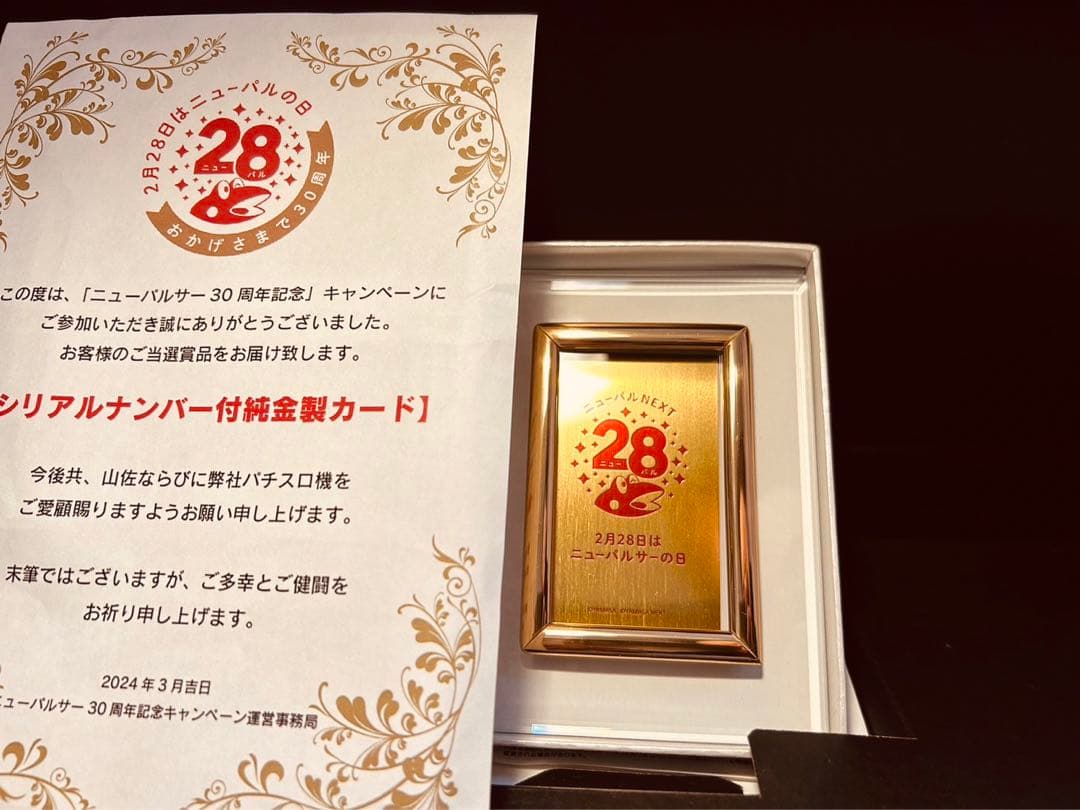 2月28日はニューパルの日
28
ニュー パル
おかげさまで30周年
この度は、「ニューパルサー30周年記念」キャンペーンに
ご参加いただき誠にありがとうございました。
お客様のご当選賞品をお届け致します。
シリアルナンバー付純金製カード】
今後共、山佐ならびに弊社パチスロ機を
ご愛顧賜りますようお願い申し上げます。
末筆ではございますが、ご多幸とご健闘を
お祈り申し上げます。
2024年3月吉日
ニューパルサー30周年記念キャンペーン運営事務局
ニューパルNEXT
28
ニュー パル
2月28日は
ニューパルサーの日
©YAMASA ©YAMASA NEXT